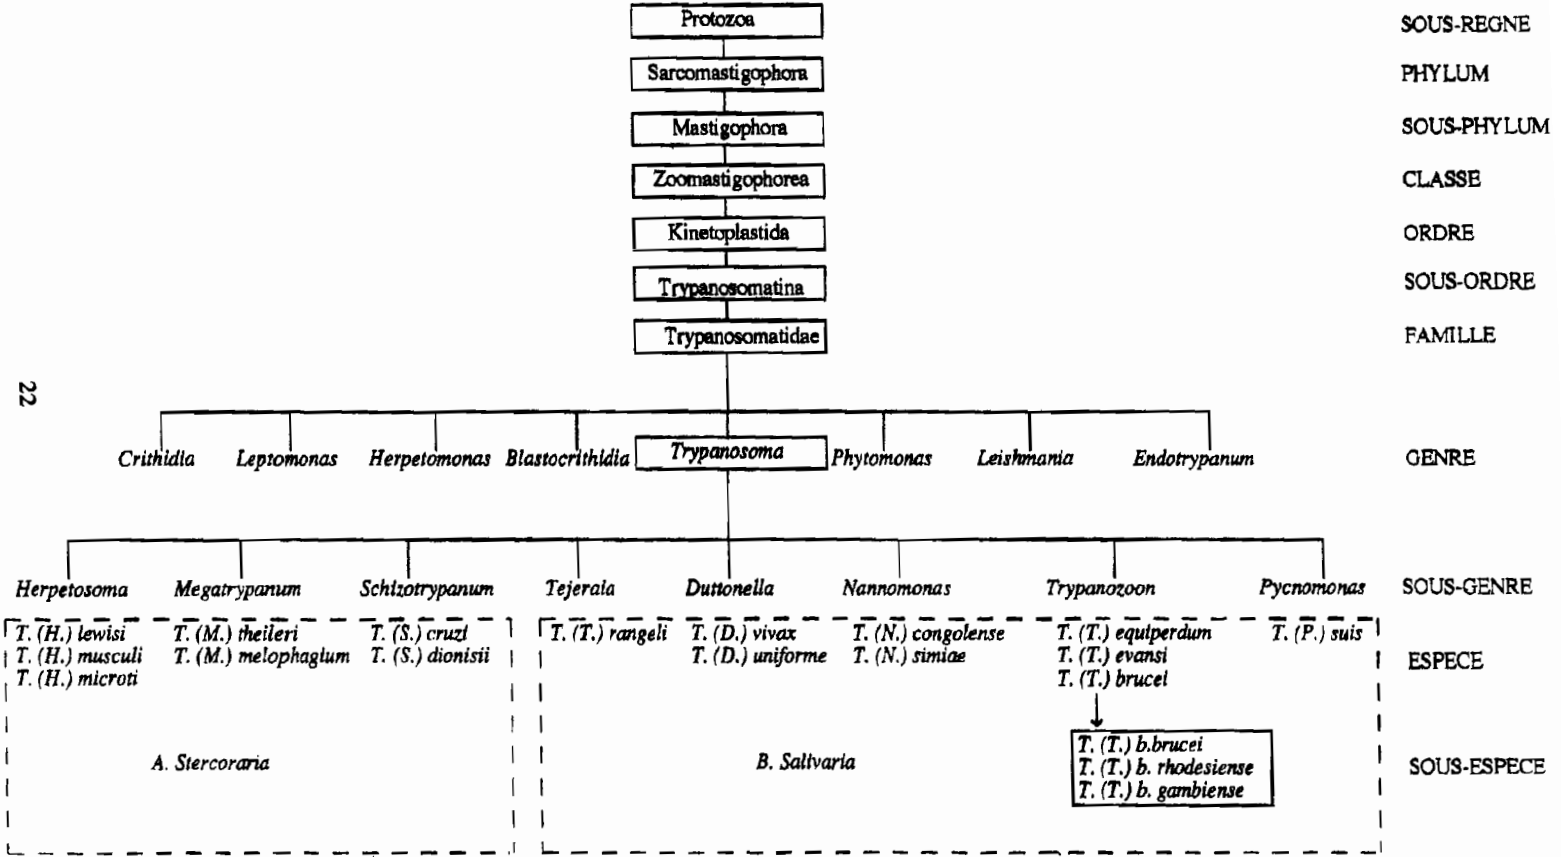 Protozoa SOUS-REGNE
Sarcomastigophora PHYLUM
Mastigophora SOUS-PHYLUM
Zoomastigophorea CLASSE
Kinetoplastida ORDRE
Trypanosomatina SOUS-ORDRE
Trypanosomatidae FAMILLE
22
Crithidia Leptomonas Herpetomonas Blastocrithidia Trypanosoma Phytomonas Leishmania Endotrypanum GENRE
Herpetosoma Megatrypanum Schizotrypanum Tejeraia Duttonella Nannomonas Trypanozoon Pycnomonas SOUS-GENRE
T. (H.) lewisi T. (M.) theileri T. (S.) cruzi T. (T.) rangeli T. (D.) vivax T. (N.) congolense T. (T.) equiperdum T. (P.) suis
T. (H.) musculi T. (M.) melophagium T. (S.) dionisii T. (D.) uniforme T. (N.) simiae T. (T.) evansi ESPECE
T. (H.) microti T. (T.) brucei
T. (T.) b.brucei
A. Stercoraria B. Salivaria T. (T.) b. rhodesiense SOUS-ESPECE
T. (T.) b. gambiense